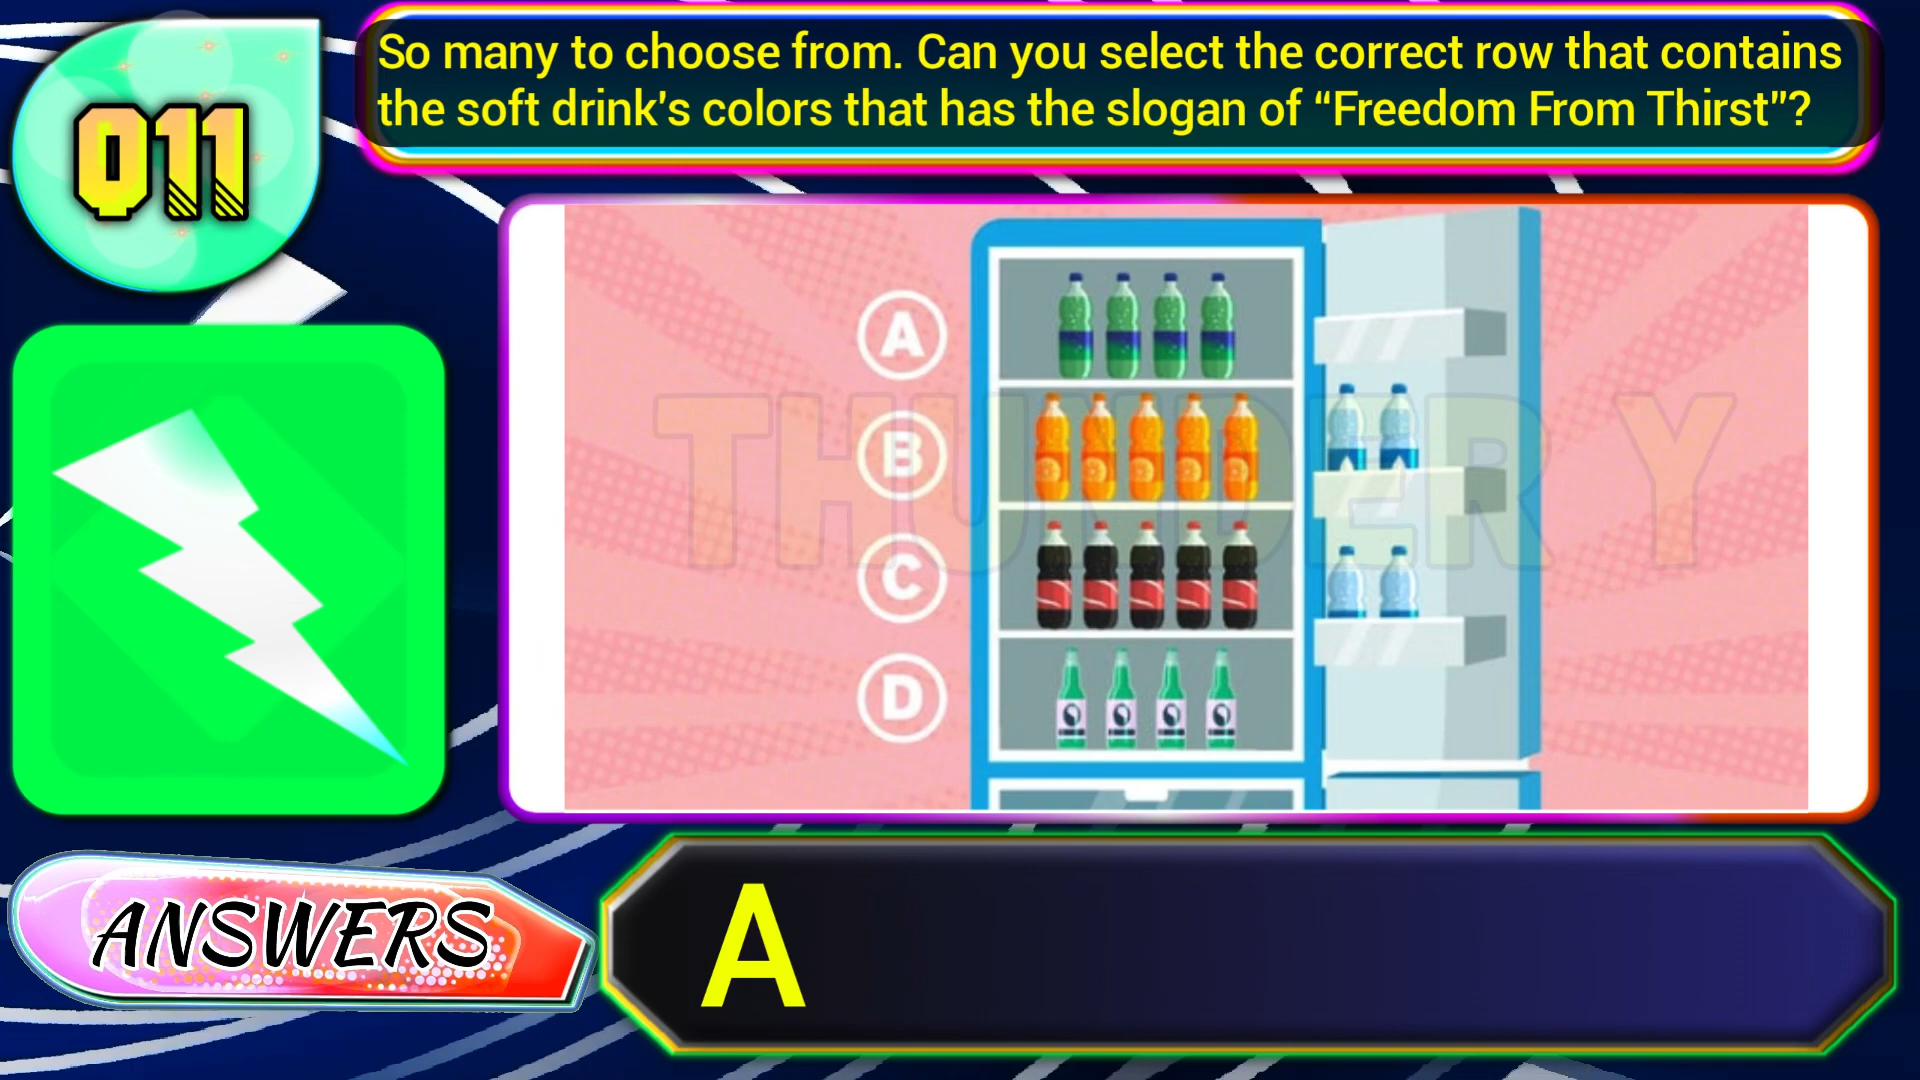 011
So many to choose from. Can you select the correct row that contains
the soft drink's colors that has the slogan of “Freedom From Thirst”?
A
B
THUNDER Y
C
D
ANSWERS
A